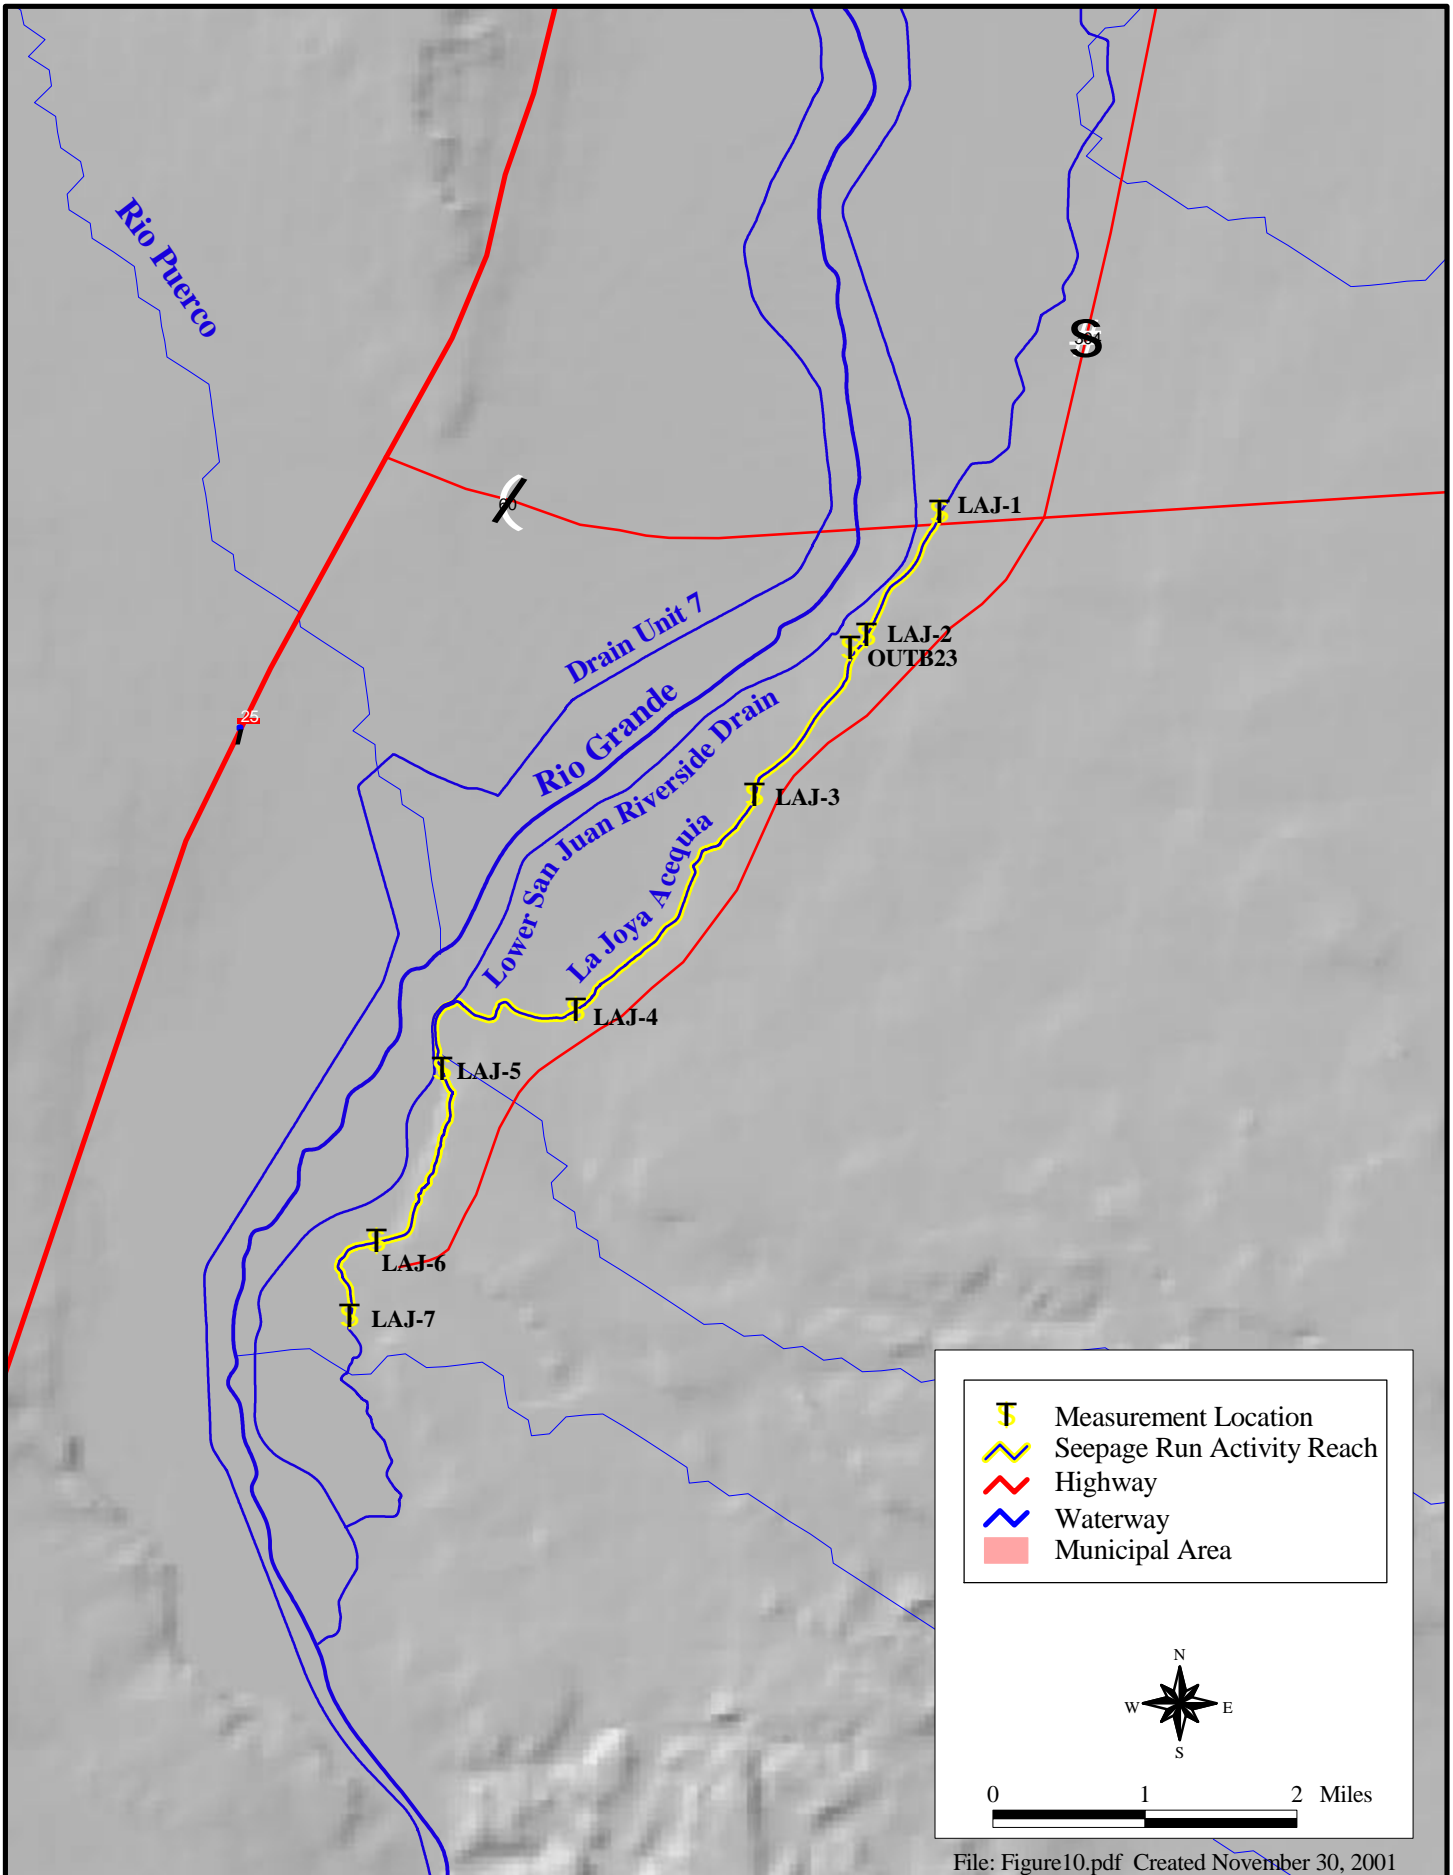 Rio Puerco
60
LAJ-1
Drain Unit 7
LAJ-2
OUTB23
Rio Grande
25
Lower San Juan Riverside Drain
LAJ-3
La Joya Acequia
LAJ-4
LAJ-5
LAJ-6
LAJ-7
Measurement Location
Seepage Run Activity Reach
Highway
Waterway
Municipal Area
N
W E
S
0 1 2 Miles
File: Figure10.pdf Created November 30, 2001